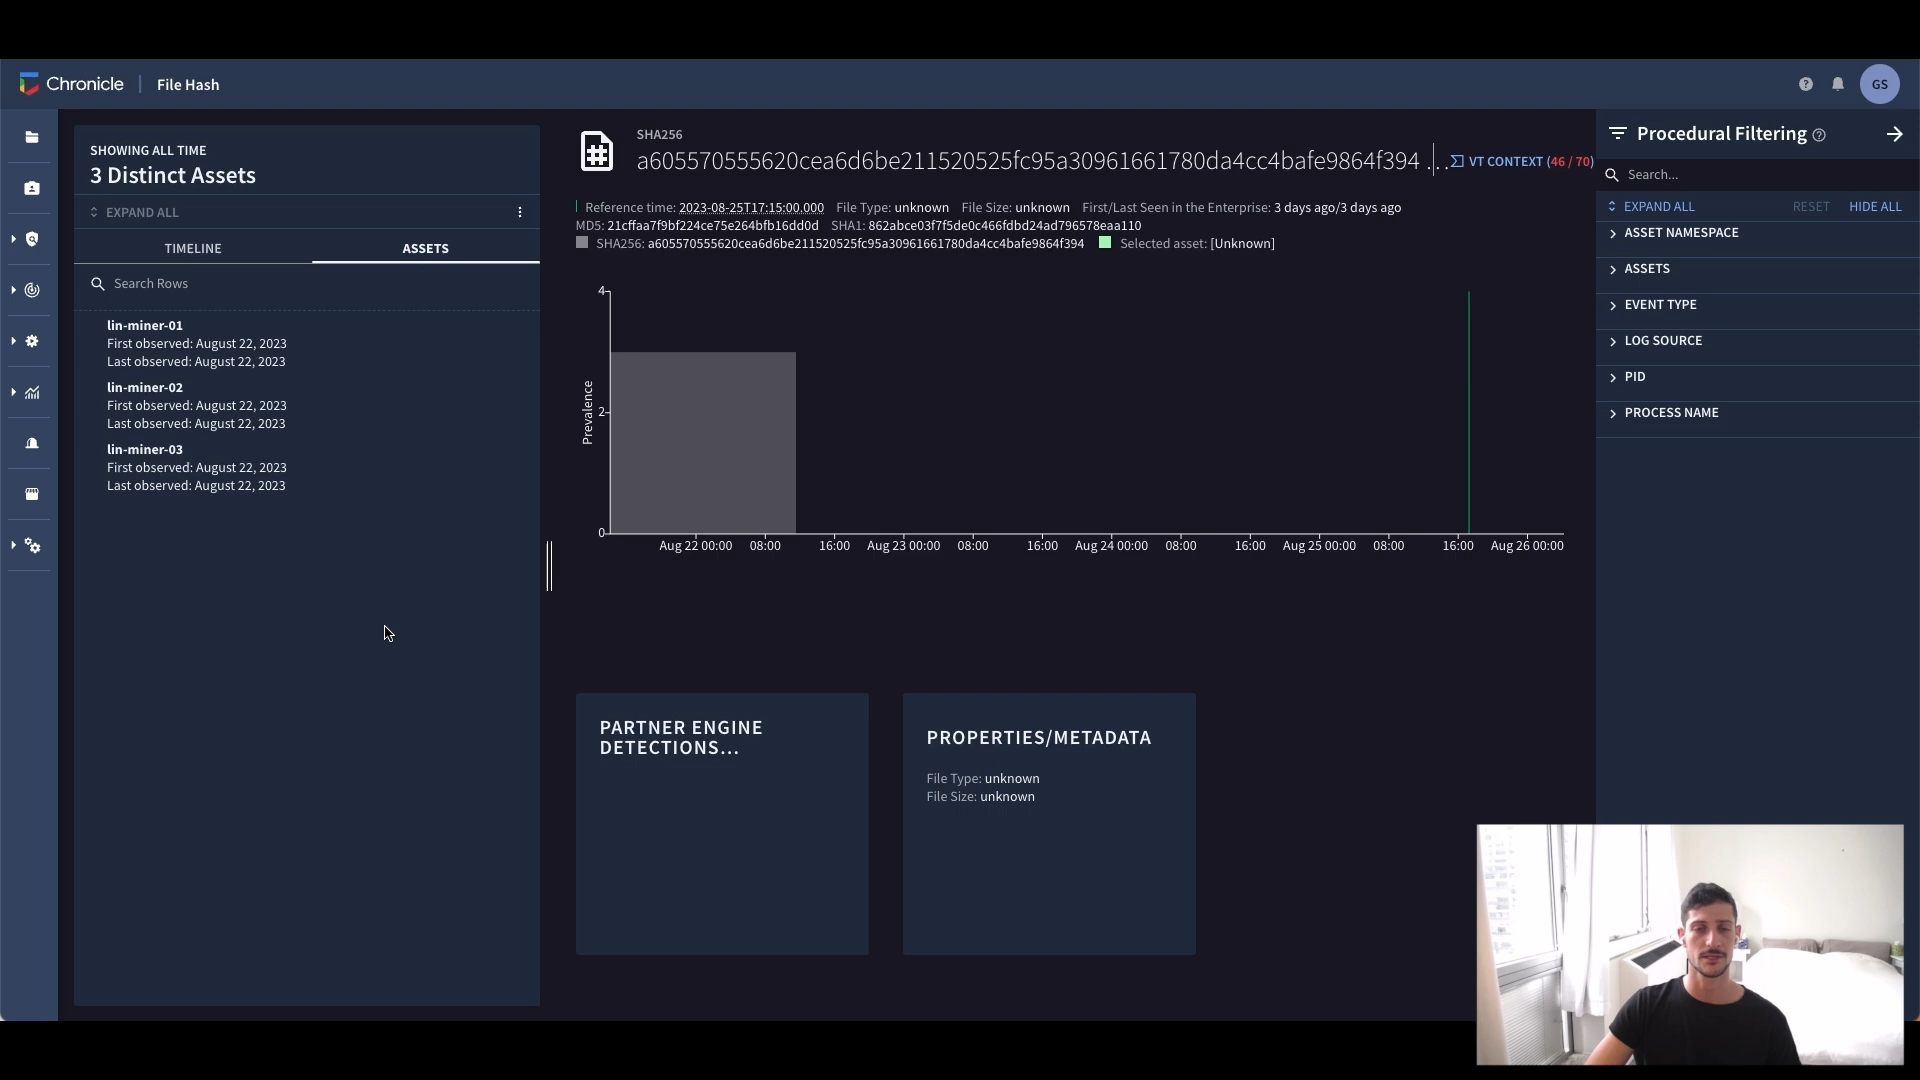 Chronicle | File Hash
GS
SHOWING ALL TIME
3 Distinct Assets
EXPAND ALL
TIMELINE
ASSETS
Search Rows
lin-miner-01
First observed: August 22, 2023
Last observed: August 22, 2023
lin-miner-02
First observed: August 22, 2023
Last observed: August 22, 2023
lin-miner-03
First observed: August 22, 2023
Last observed: August 22, 2023
SHA256
a605570555620cea6d6be211520525fc95a30961661780da4cc4bafe9864f394 ...
VT CONTEXT (46 / 70)
Reference time: 2023-08-25T17:15:00.000 File Type: unknown File Size: unknown First/Last Seen in the Enterprise: 3 days ago/3 days ago
MD5: 21cffaa7f9bf224ce75e264bfb16dd0d SHA1: 862abce03f7f5de0c466fdbd24ad796578eaa110
SHA256: a605570555620cea6d6be211520525fc95a30961661780da4cc4bafe9864f394 Selected asset: [Unknown]
4
2
0
Prevalence
Aug 22 00:00 08:00 16:00 Aug 23 00:00 08:00 16:00 Aug 24 00:00 08:00 16:00 Aug 25 00:00 08:00 16:00 Aug 26 00:00
PARTNER ENGINE
DETECTIONS...
PROPERTIES/METADATA
File Type: unknown
File Size: unknown
Procedural Filtering
Search...
EXPAND ALL RESET HIDE ALL
ASSET NAMESPACE
ASSETS
EVENT TYPE
LOG SOURCE
PID
PROCESS NAME